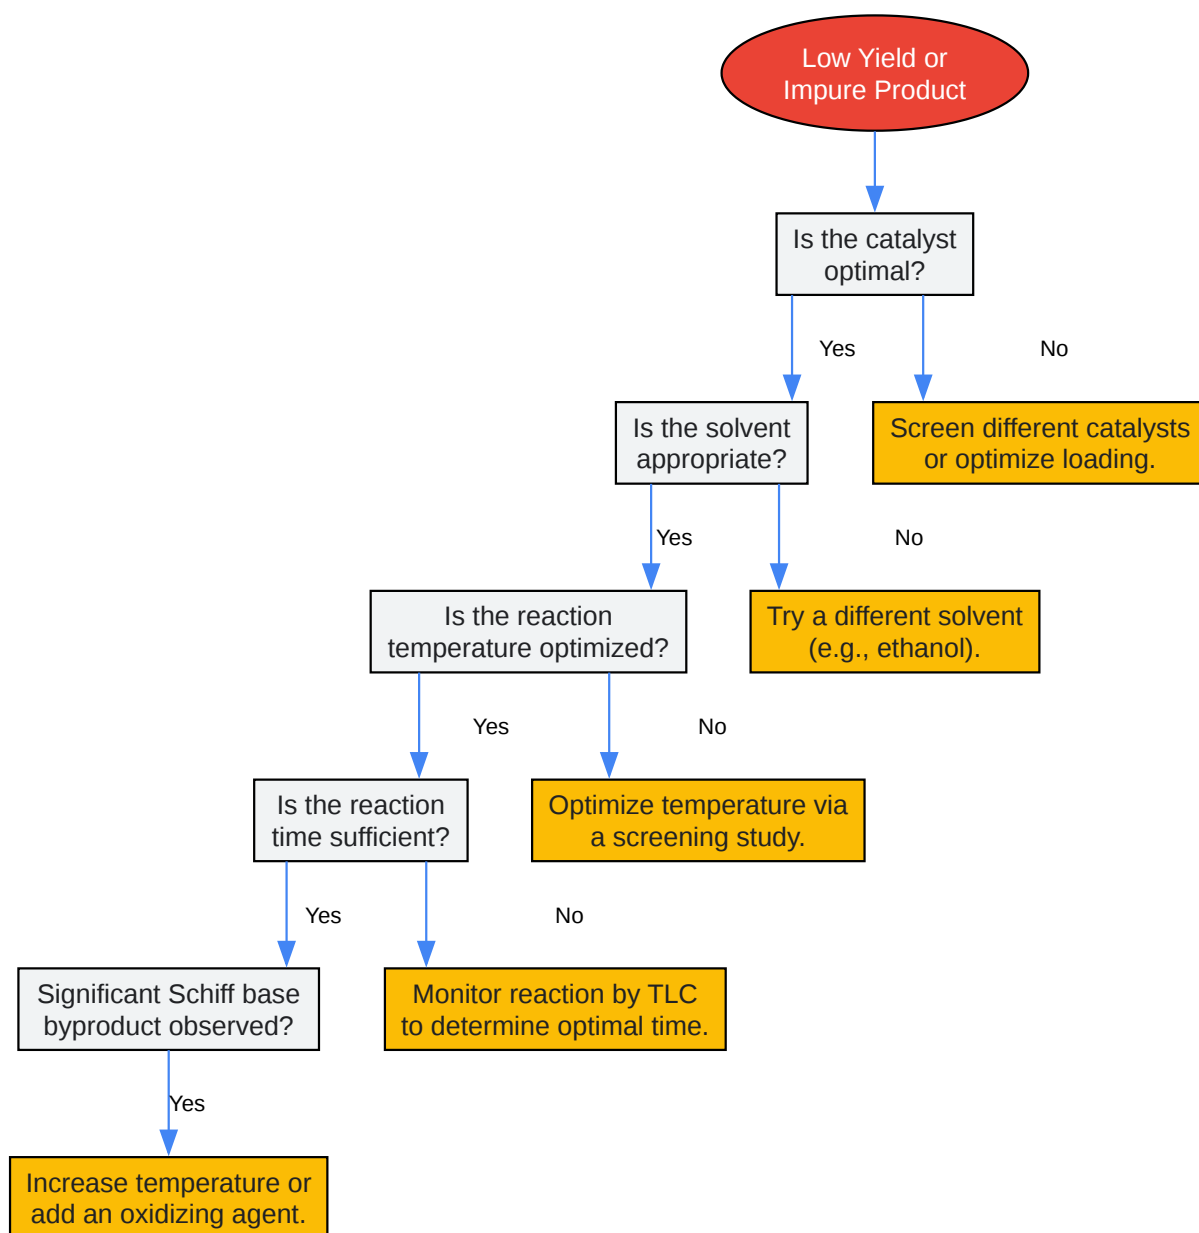 Low Yield or
Impure Product
Is the catalyst
optimal?
Yes
No
Is the solvent
appropriate?
Screen different catalysts
or optimize loading.
Yes
No
Is the reaction
temperature optimized?
Try a different solvent
(e.g., ethanol).
Yes
No
Is the reaction
time sufficient?
Optimize temperature via
a screening study.
Yes
No
Significant Schiff base
byproduct observed?
Monitor reaction by TLC
to determine optimal time.
Yes
Increase temperature or
add an oxidizing agent.